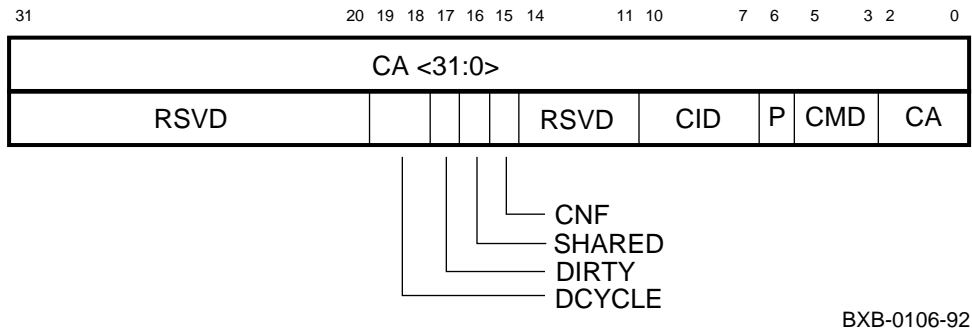 31 20 19 18 17 16 15 14 11 10 7 6 5 3 2 0
CA <31:0>
RSVD RSVD CID P CMD CA
CNF
SHARED
DIRTY
DCYCLE
BXB-0106-92